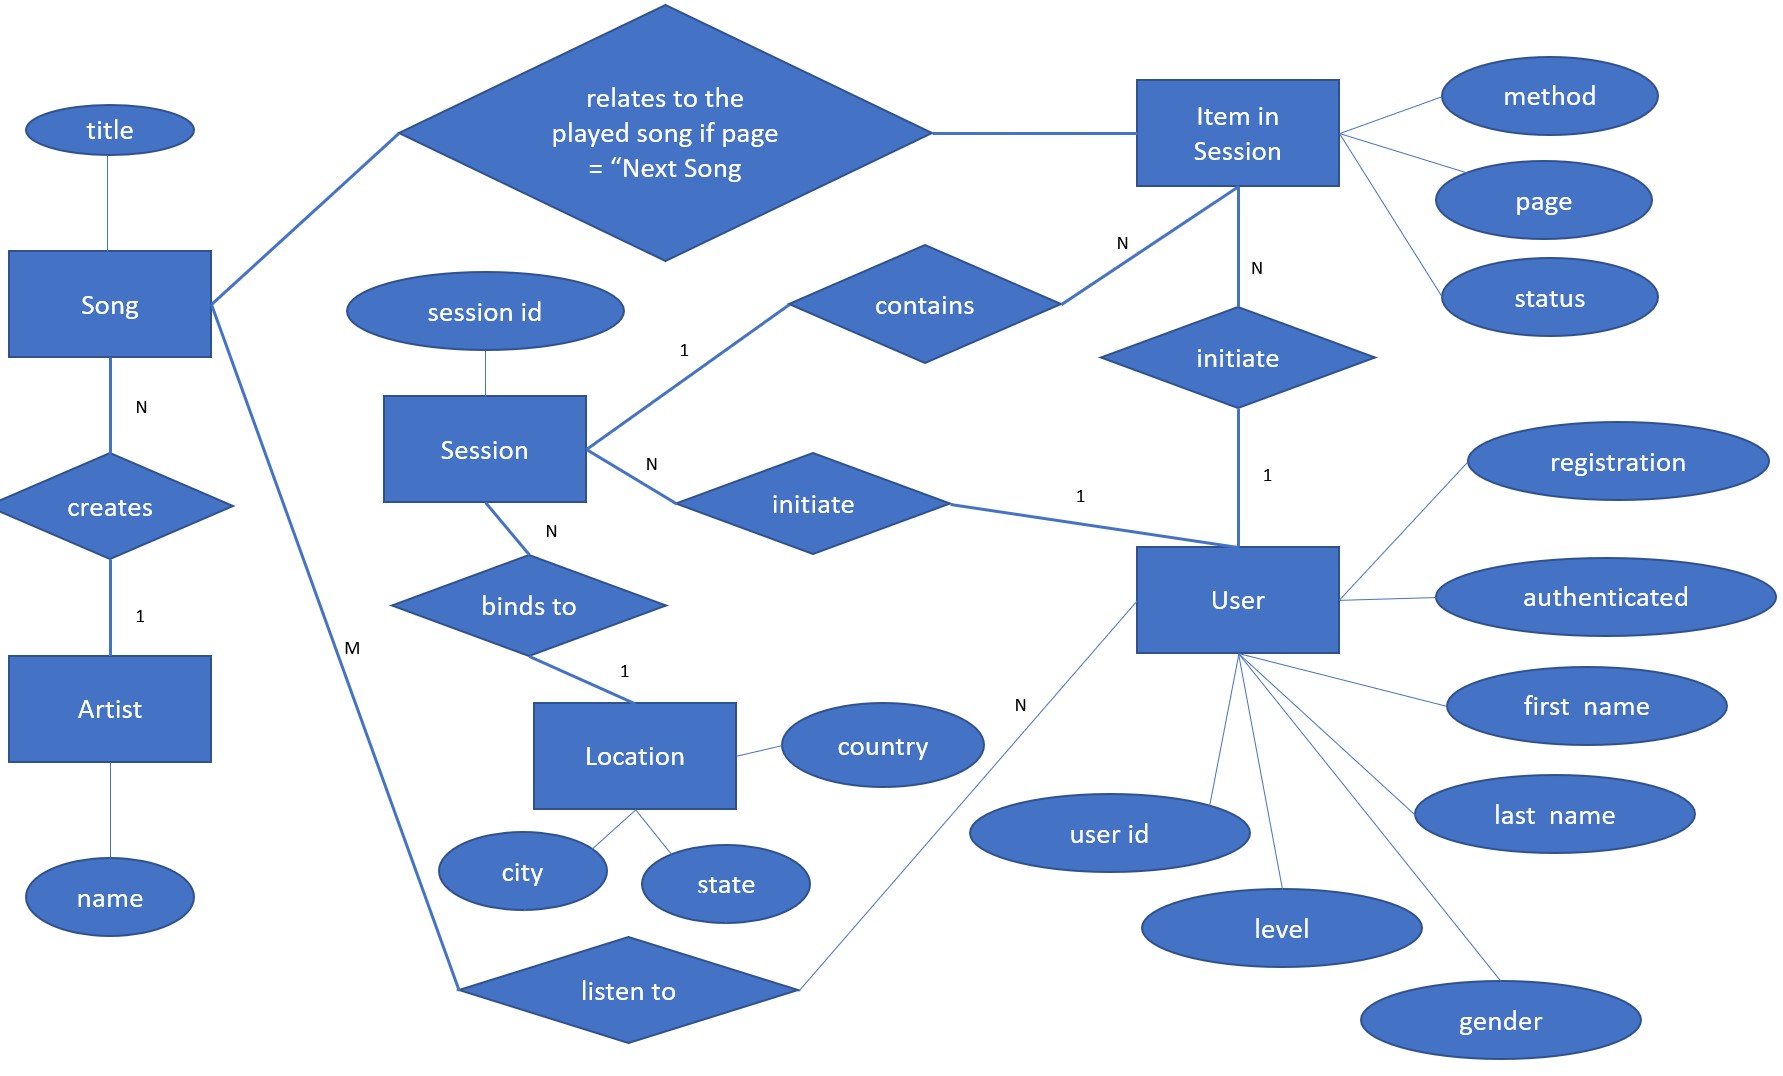 relates to the
played song if page
= “Next Song
Item in
Session
method
title
page
N
N
status
Song
session id
contains
1
initiate
N
Session
N
registration
1
1
creates
initiate
N
authenticated
binds to
User
1
M
1
first  name
N
Artist
Location
country
last  name
user id
city
state
name
level
listen to
gender